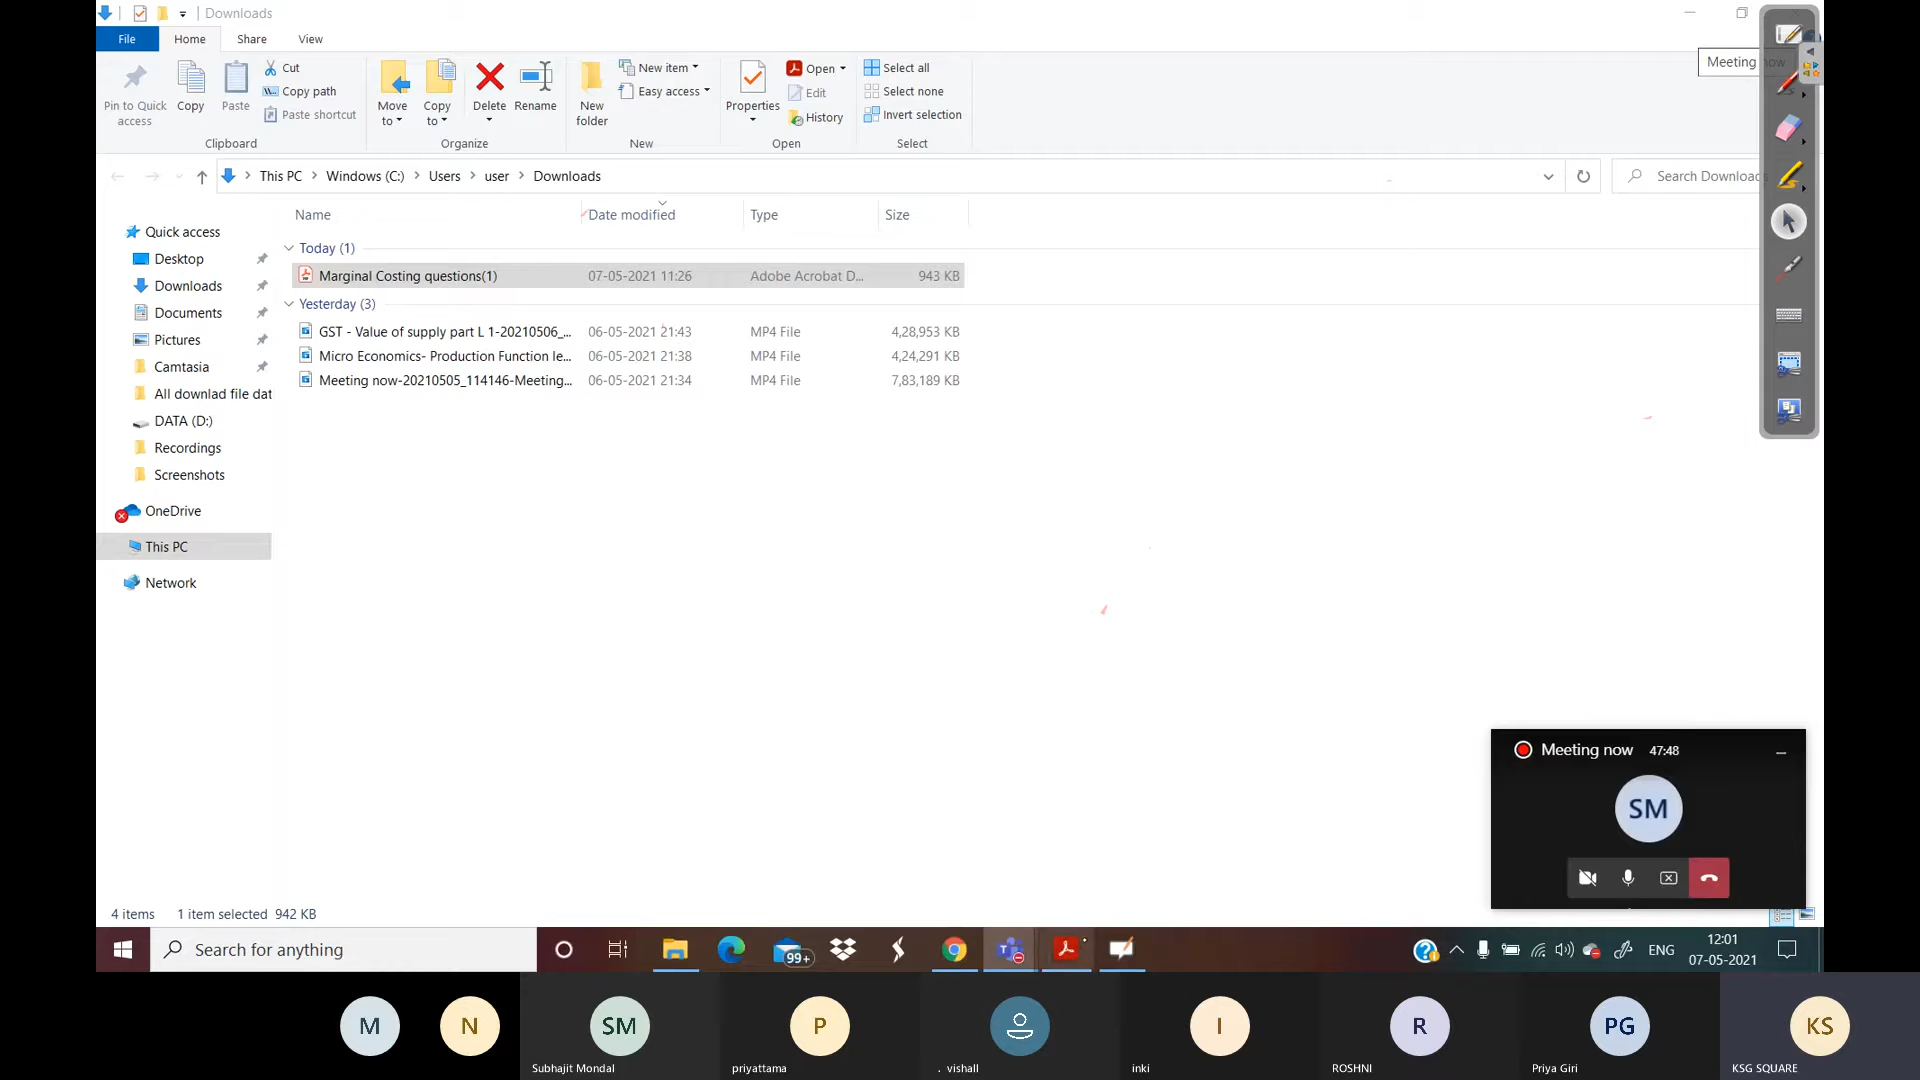 Downloads
File Home Share View
Meeting now
Pin to Quick access
Copy
Paste
Cut
Copy path
Paste shortcut
Clipboard
Move to
Copy to
Delete
Rename
Organize
New folder
New item
Easy access
New
Properties
Open
Edit
History
Open
Select all
Select none
Invert selection
Select
This PC > Windows (C:) > Users > user > Downloads
Search Downloads
Name Date modified Type Size
Quick access
Desktop
Downloads
Documents
Pictures
Camtasia
All downlad file dat
DATA (D:)
Recordings
Screenshots
OneDrive
This PC
Network
Today (1)
Marginal Costing questions(1) 07-05-2021 11:26 Adobe Acrobat D... 943 KB
Yesterday (3)
GST - Value of supply part L 1-20210506_... 06-05-2021 21:43 MP4 File 4,28,953 KB
Micro Economics- Production Function le... 06-05-2021 21:38 MP4 File 4,24,291 KB
Meeting now-20210505_114146-Meeting... 06-05-2021 21:34 MP4 File 7,83,189 KB
Meeting now 47:48
SM
4 items 1 item selected 942 KB
Search for anything
99+
ENG
12:01
07-05-2021
M N SM P I R PG KS
Subhajit Mondal priyattama . vishall inki ROSHNI Priya Giri KSG SQUARE